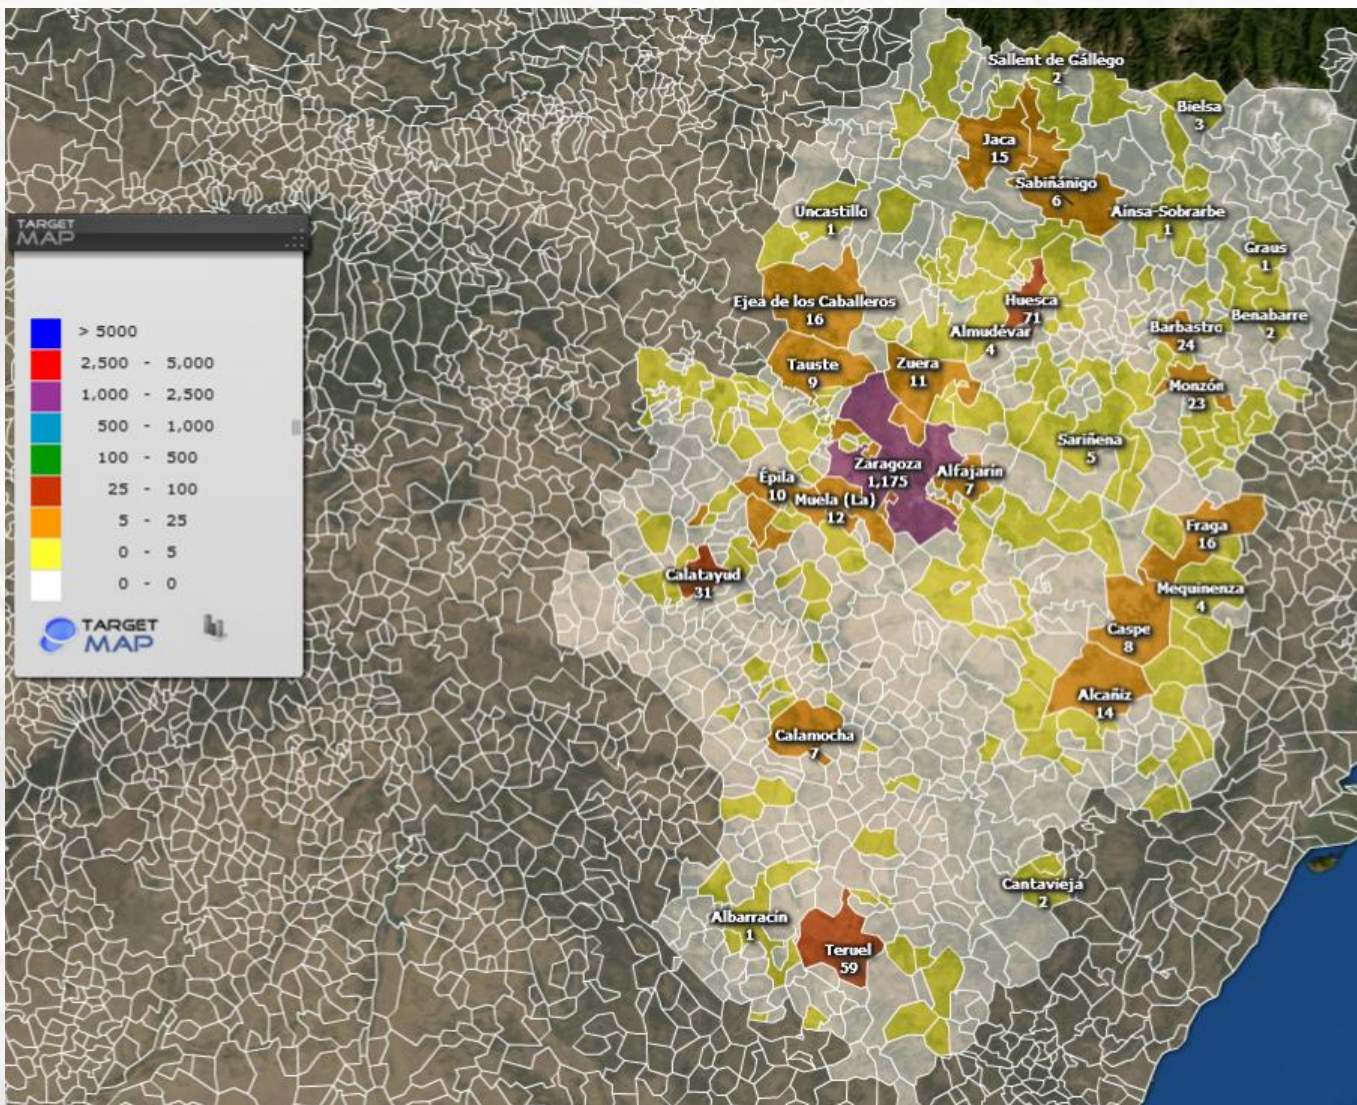 Sallent de Gállego
2
Bielsa
3
Jaca
15
Sabiñánigo
6
Uncastillo
1
Aínsa-Sobrarbe
1
Graus
1
TARGET
MAP
Ejea de los Caballeros
16
Huesca
71
Almudévar
4
Barbastro
24
Benabarre
2
> 5000
2,500 - 5,000
1,000 - 2,500
500 - 1,000
100 - 500
25 - 100
5 - 25
0 - 5
0 - 0
TARGET
MAP
Tauste
9
Zuera
11
Monzón
23
Sariñena
5
Zaragoza
1,175
Alfajarín
7
Épila
10
Muela (La)
12
Fraga
16
Calatayud
31
Mequinenza
4
Caspe
8
Alcañiz
14
Calamocha
7
Cantavieja
2
Albarracín
1
Teruel
59